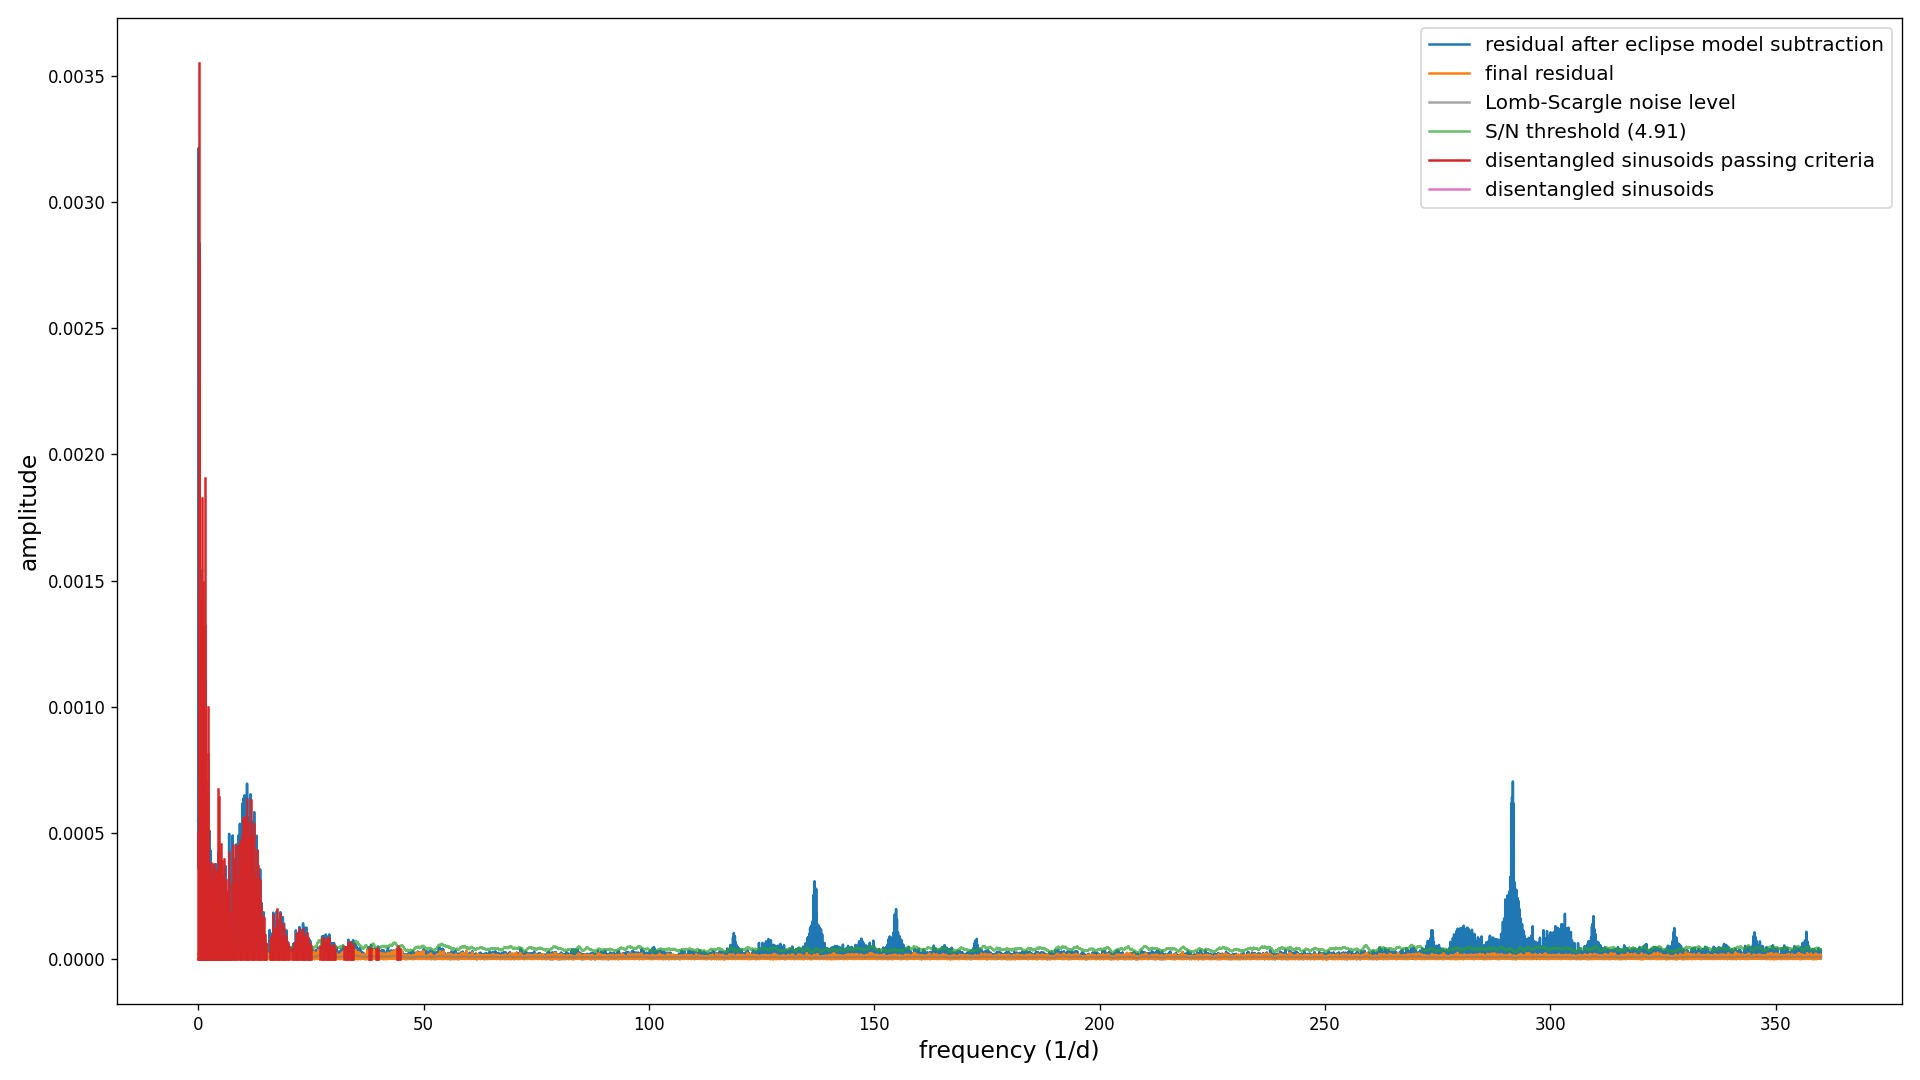 residual after eclipse model subtraction
final residual
Lomb-Scargle noise level
S/N threshold (4.91)
disentangled sinusoids passing criteria
disentangled sinusoids
0.0035
0.0030
0.0025
0.0020
0.0015
0.0010
0.0005
0.0000
amplitude
0 50 100 150 200 250 300 350
frequency (1/d)